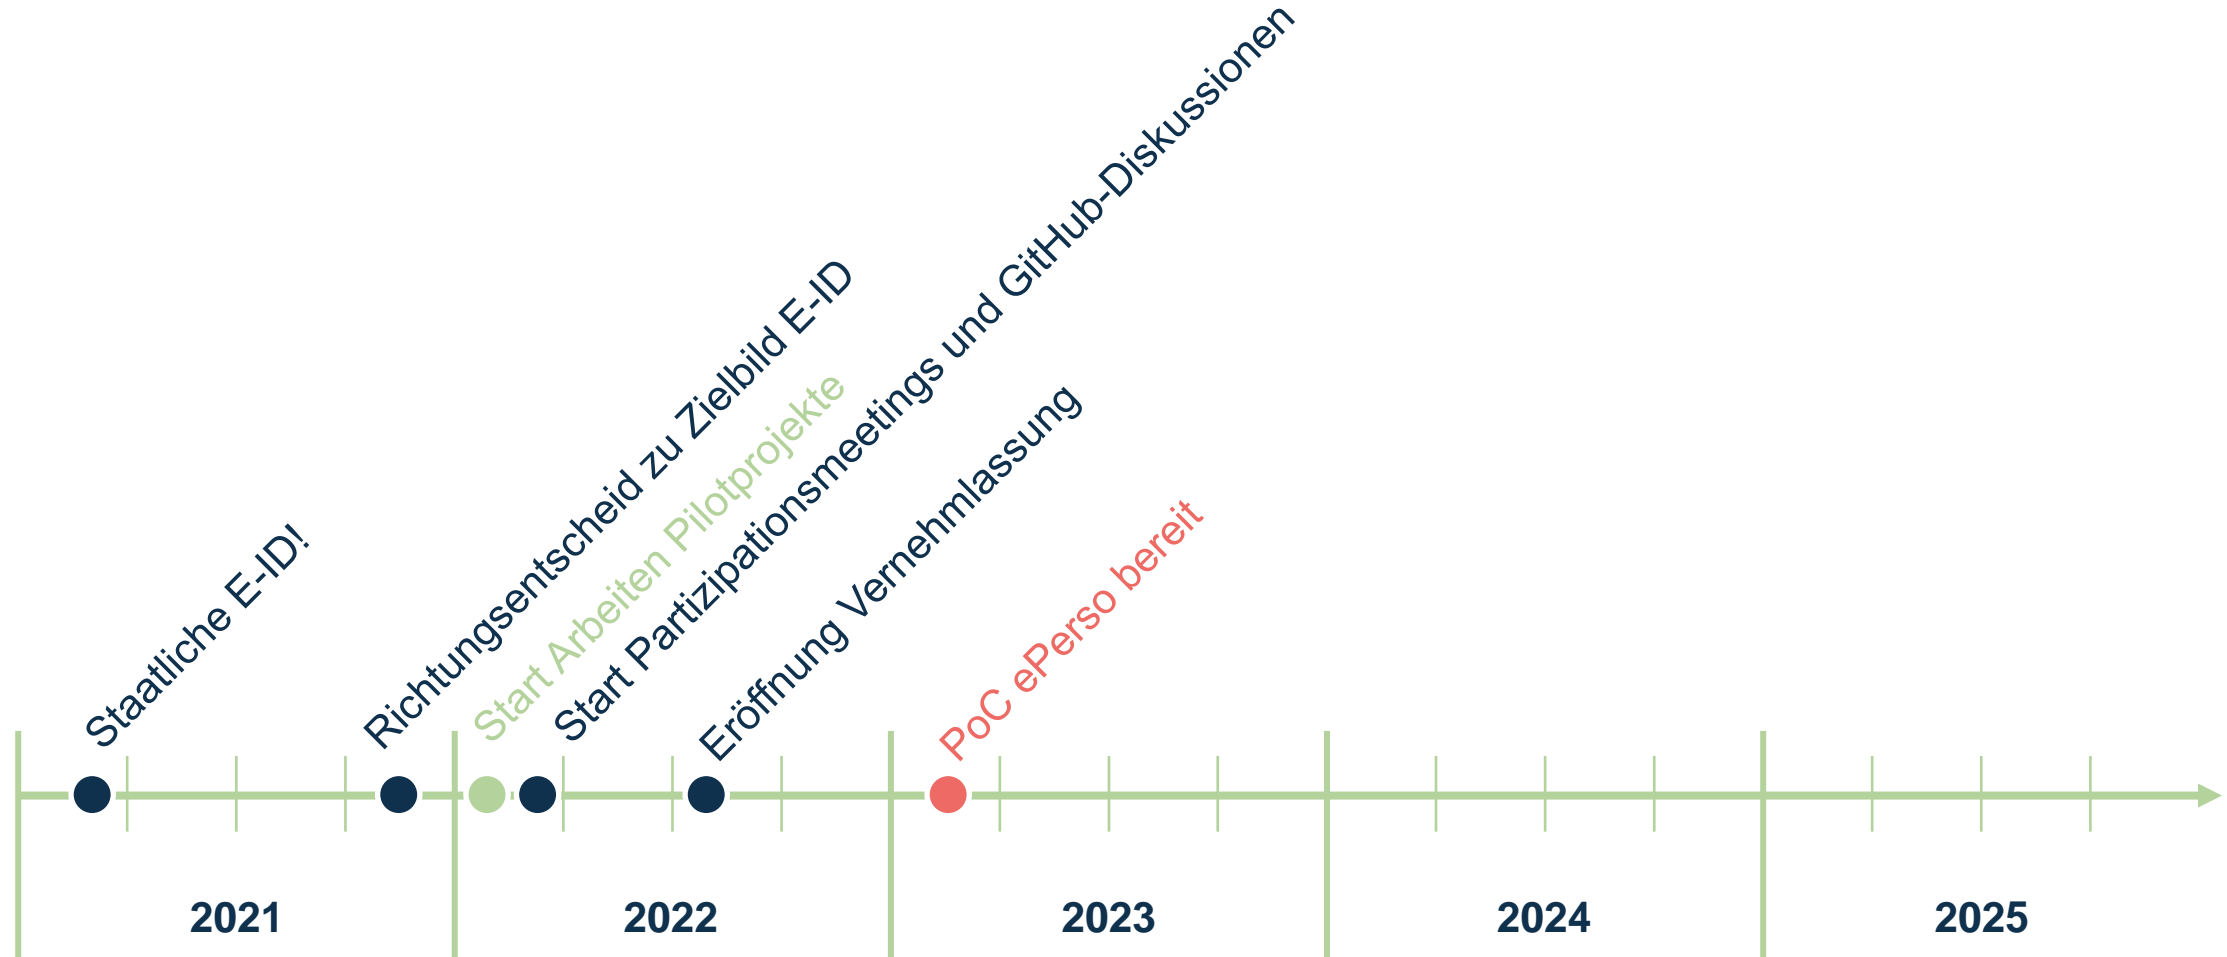 Staatliche E-ID!
Richtungsentscheid zu Zielbild E-ID
Start Arbeiten Pilotprojekte
Start Partizipationsmeetings und GitHub-Diskussionen
Eröffnung Vernehmlassung
PoC ePerso bereit
2021
2022
2023
2024
2025